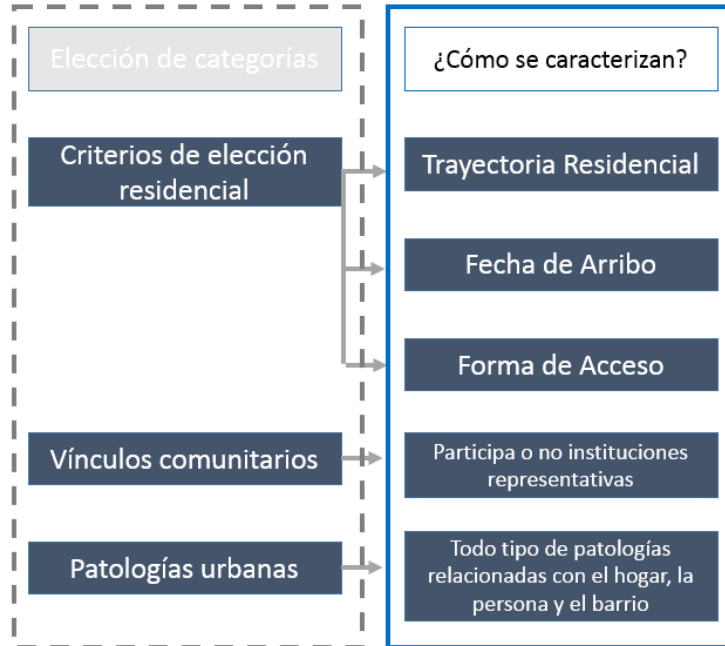 Elección de categorías
¿Cómo se caracterizan?
Criterios de elección
residencial
Trayectoria Residencial
Fecha de Arribo
Forma de Acceso
Vínculos comunitarios
Participa o no instituciones
representativas
Patologías urbanas
Todo tipo de patologías
relacionadas con el hogar, la
persona y el barrio